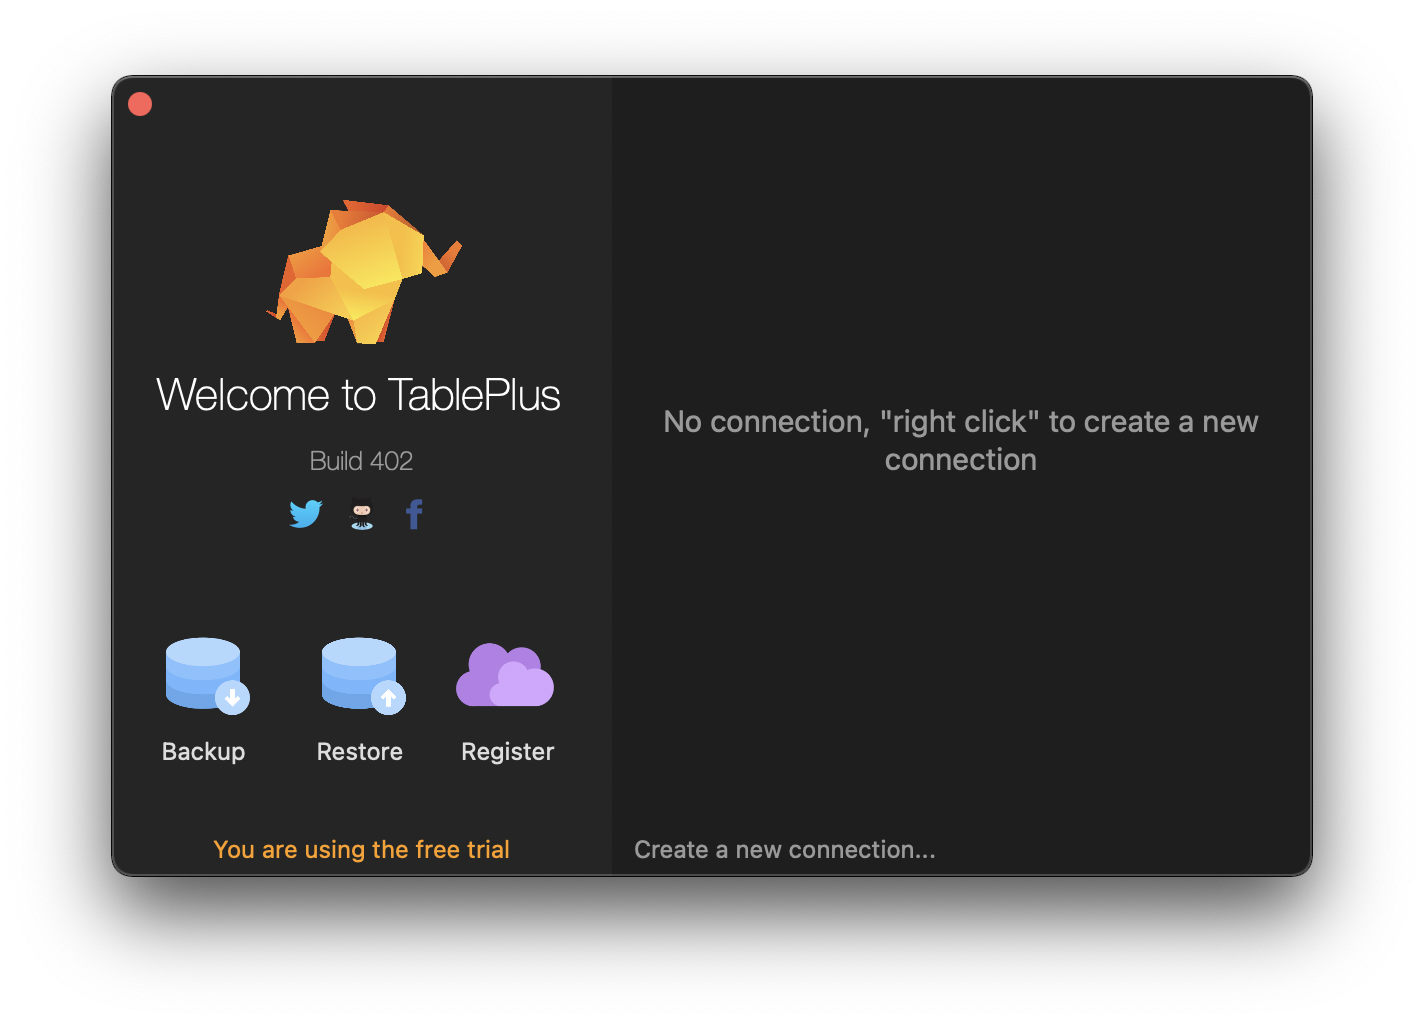 Welcome to TablePlus
Build 402
Backup
Restore
Register
You are using the free trial
No connection, "right click" to create a new
connection
Create a new connection...